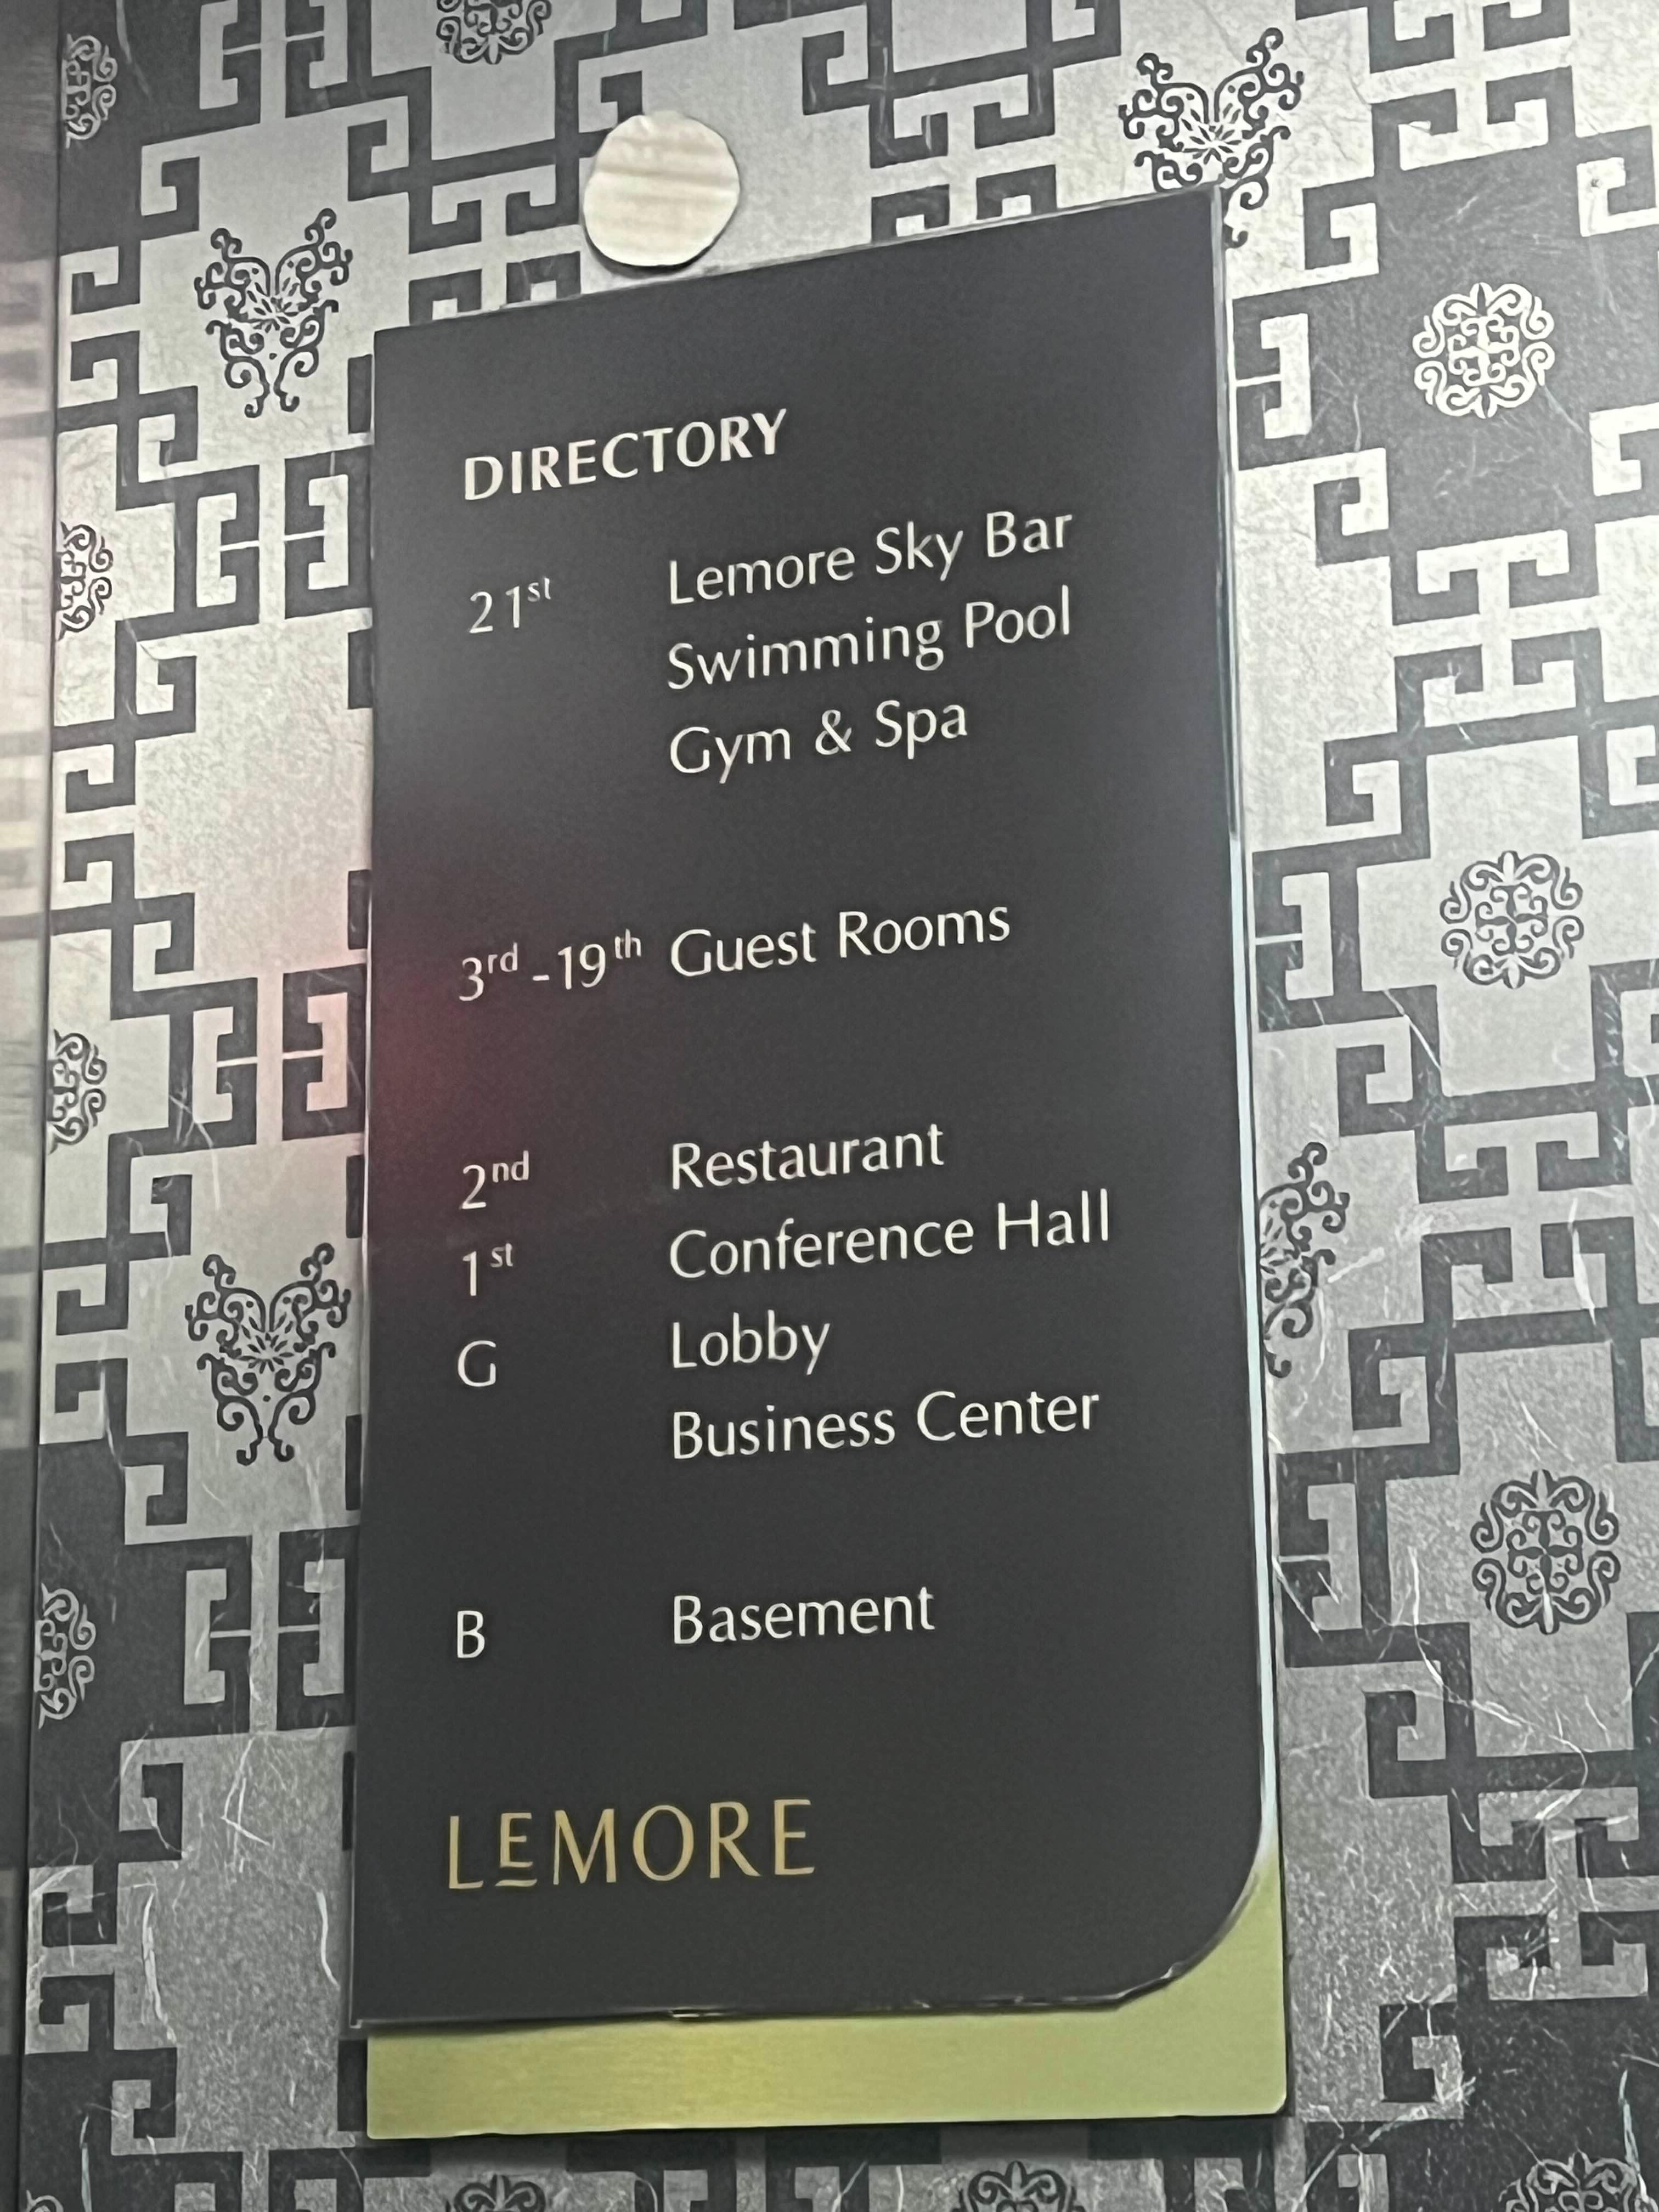 DIRECTORY
21st Lemore Sky Bar
Swimming Pool
Gym & Spa
3rd -19th Guest Rooms
2nd Restaurant
1st Conference Hall
G Lobby
Business Center
B Basement
LEMORE